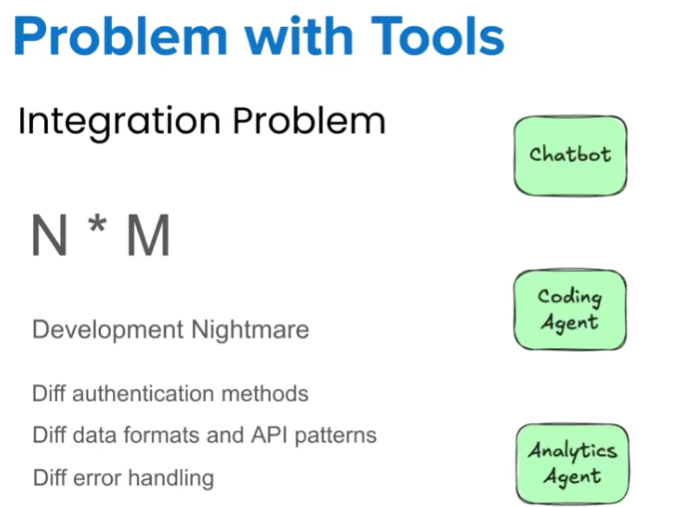 Problem with Tools
Integration Problem
N * M
Development Nightmare
Diff authentication methods
Diff data formats and API patterns
Diff error handling
Chatbot
Coding
Agent
Analytics
Agent